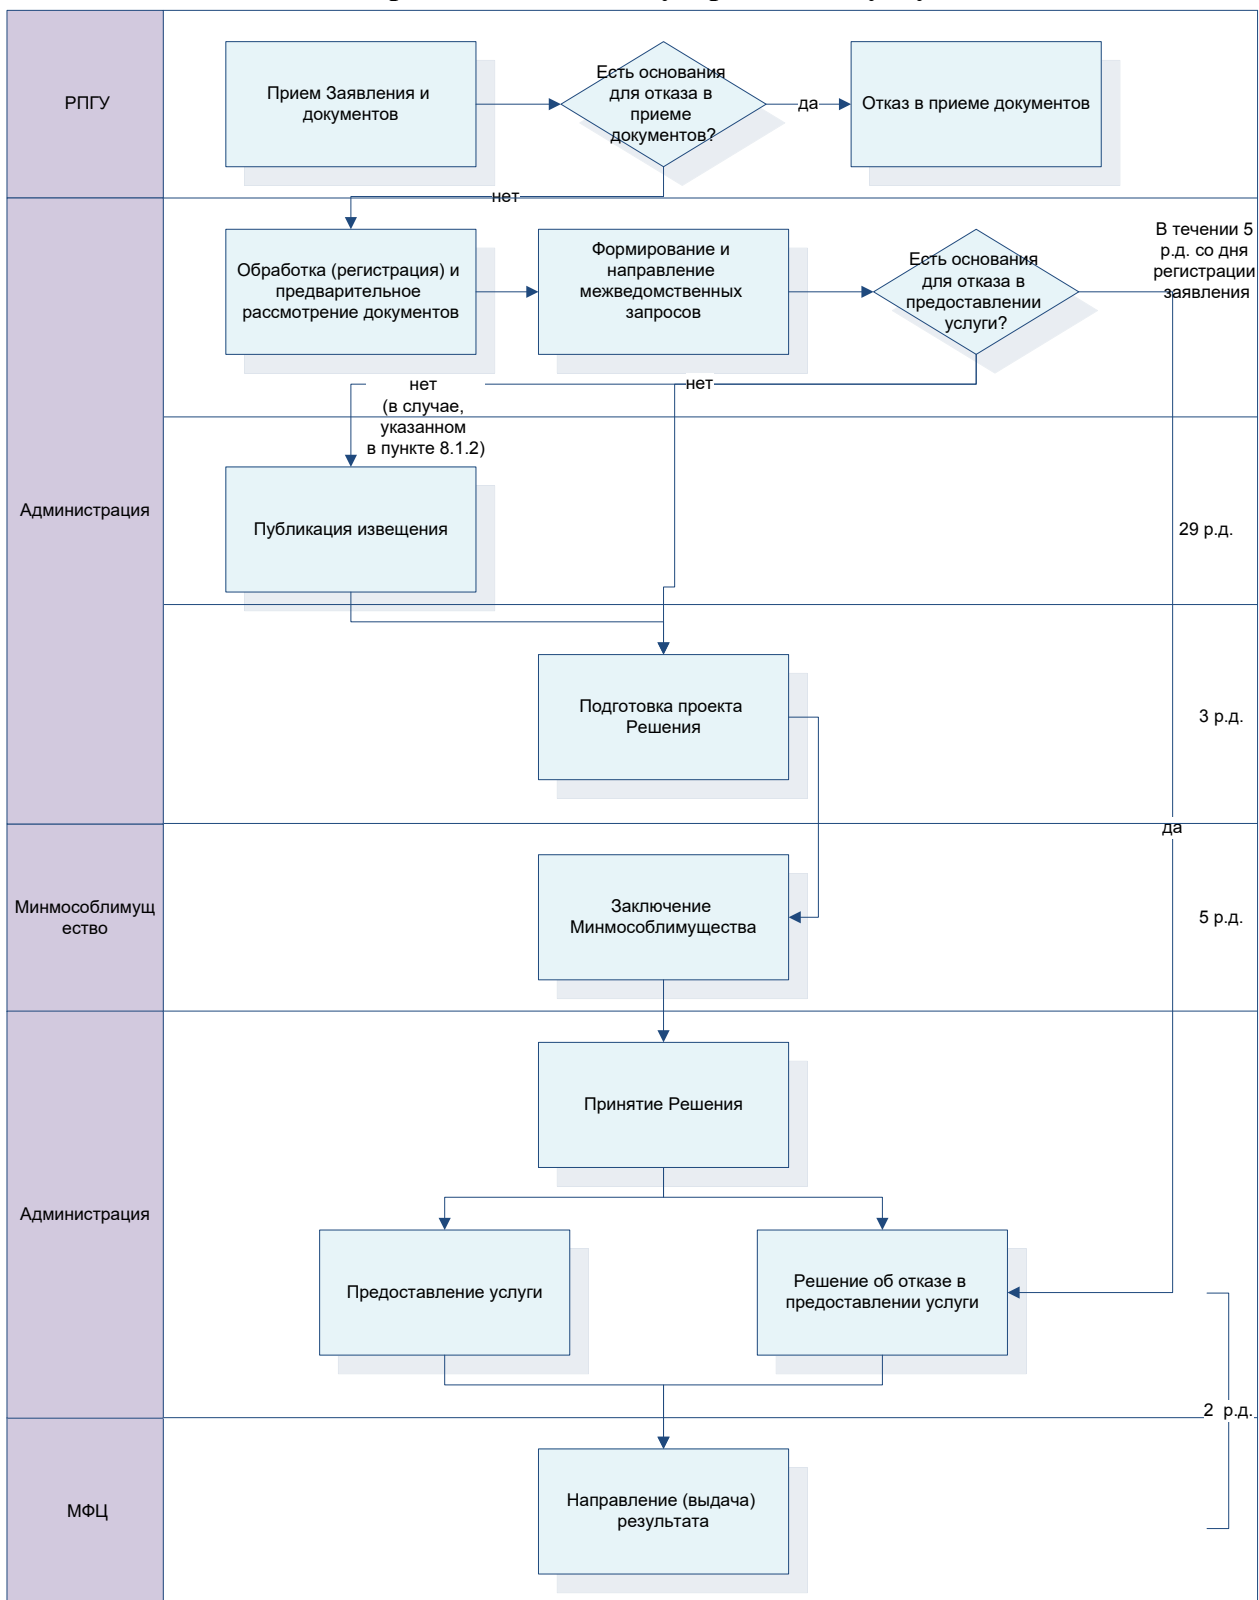 РПГУ
Прием Заявления и
документов
Есть основания
для отказа в
приеме
документов?
да
Отказ в приеме документов
нет
Администрация
Обработка (регистрация) и
предварительное
рассмотрение документов
Формирование и
направление
межведомственных
запросов
Есть основания
для отказа в
предоставлении
услуги?
В течении 5
р.д. со дня
регистрации
заявления
нет
(в случае,
указанном
в пункте 8.1.2)
нет
Публикация извещения
29 р.д.
Подготовка проекта
Решения
3 р.д.
да
Минмособлимущ
ество
Заключение
Минмособлимущества
5 р.д.
Администрация
Принятие Решения
Предоставление услуги
Решение об отказе в
предоставлении услуги
2 р.д.
МФЦ
Направление (выдача)
результата